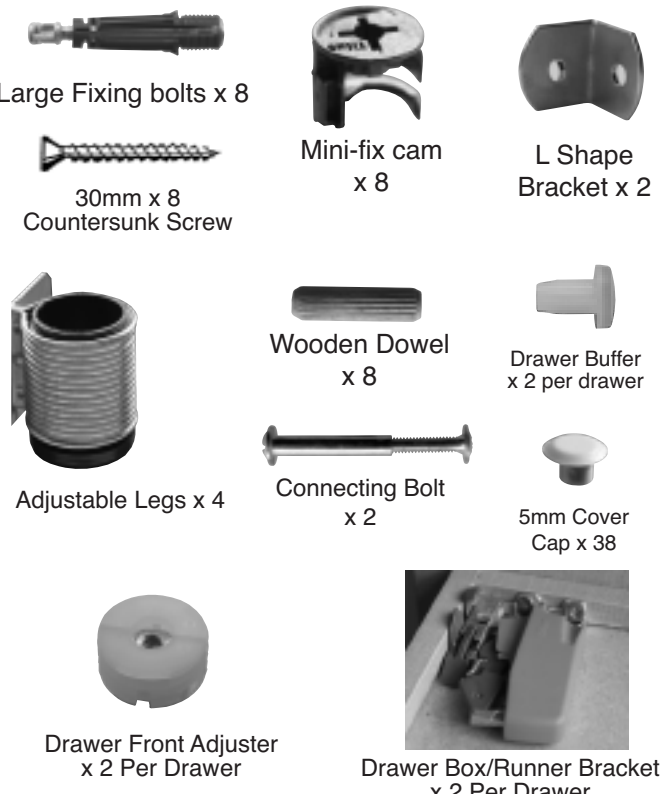 Large Fixing bolts x 8
Mini-fix cam
x 8
L Shape
Bracket x 2
30mm x 8
Countersunk Screw
Wooden Dowel
x 8
Drawer Buffer
x 2 per drawer
Adjustable Legs x 4
Connecting Bolt
x 2
5mm Cover
Cap x 38
Drawer Front Adjuster
x 2 Per Drawer
Drawer Box/Runner Bracket
x 2 Per Drawer